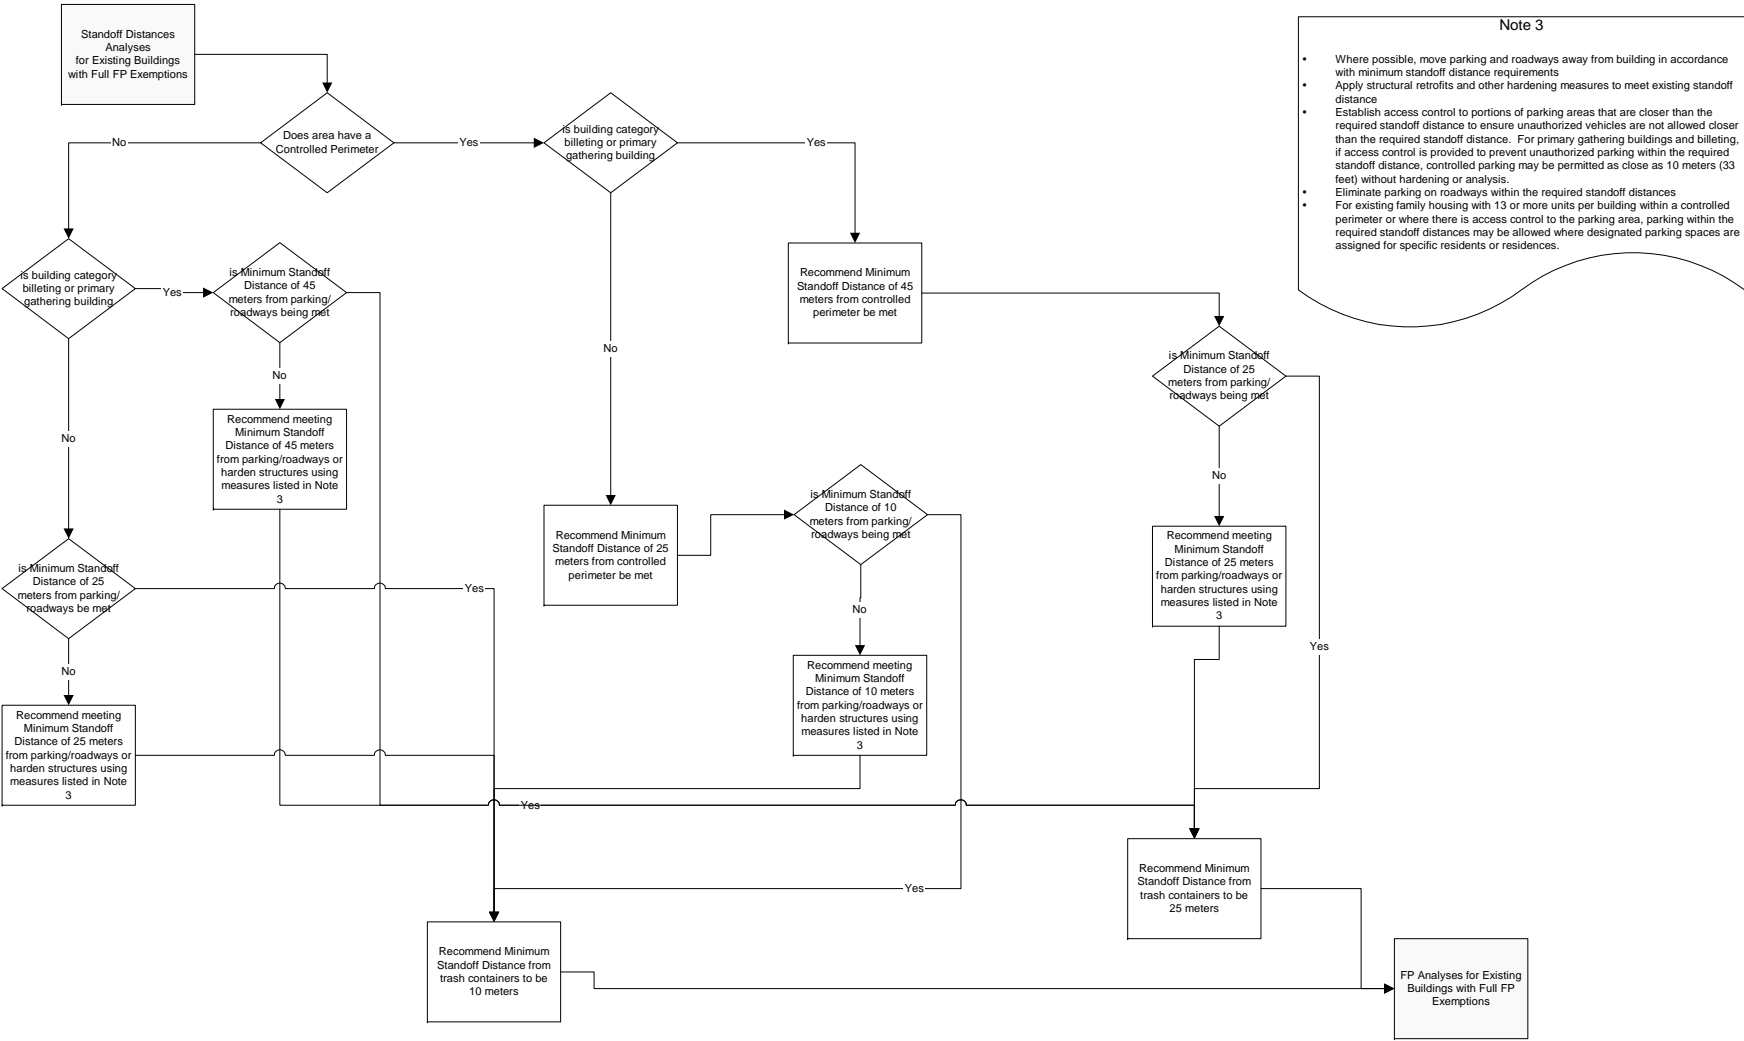 Standoff Distances
Analyses
for Existing Buildings
with Full FP Exemptions
Does area have a
Controlled Perimeter
No
Yes
is building category
billeting or primary
gathering building
Yes
No
Note 3
• Where possible, move parking and roadways away from building in accordance
with minimum standoff distance requirements
• Apply structural retrofits and other hardening measures to meet existing standoff
distance
• Establish access control to portions of parking areas that are closer than the
required standoff distance to ensure unauthorized vehicles are not allowed closer
than the required standoff distance. For primary gathering buildings and billeting,
if access control is provided to prevent unauthorized parking within the required
standoff distance, controlled parking may be permitted as close as 10 meters (33
feet) without hardening or analysis.
• Eliminate parking on roadways within the required standoff distances
• For existing family housing with 13 or more units per building within a controlled
perimeter or where there is access control to the parking area, parking within the
required standoff distances may be allowed where designated parking spaces are
assigned for specific residents or residences.
is building category
billeting or primary
gathering building
Yes
No
is Minimum Standoff
Distance of 45
meters from parking/
roadways being met
No
Recommend meeting
Minimum Standoff
Distance of 45 meters
from parking/roadways or
harden structures using
measures listed in Note
3
Recommend Minimum
Standoff Distance of 45
meters from controlled
perimeter be met
is Minimum Standoff
Distance of 25
meters from parking/
roadways being met
No
Yes
Recommend meeting
Minimum Standoff
Distance of 25 meters
from parking/roadways or
harden structures using
measures listed in Note
3
Recommend Minimum
Standoff Distance of 25
meters from controlled
perimeter be met
is Minimum Standoff
Distance of 10
meters from parking/
roadways being met
No
Recommend meeting
Minimum Standoff
Distance of 10 meters
from parking/roadways or
harden structures using
measures listed in Note
3
is Minimum Standoff
Distance of 25
meters from parking/
roadways be met
Yes
No
Recommend meeting
Minimum Standoff
Distance of 25 meters
from parking/roadways or
harden structures using
measures listed in Note
3
Yes
Yes
Recommend Minimum
Standoff Distance from
trash containers to be
25 meters
Recommend Minimum
Standoff Distance from
trash containers to be
10 meters
FP Analyses for Existing
Buildings with Full FP
Exemptions